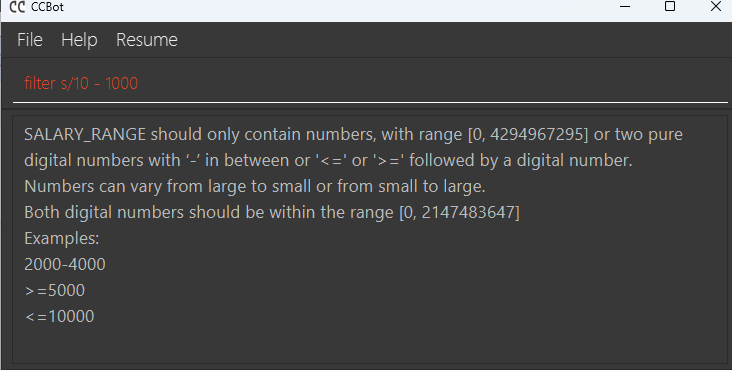 CCBot
File Help Resume
filter s/10 - 1000
SALARY_RANGE should only contain numbers, with range [0, 4294967295] or two pure
digital numbers with ‘-’ in between or '<=' or '>=' followed by a digital number.
Numbers can vary from large to small or from small to large.
Both digital numbers should be within the range [0, 2147483647]
Examples:
2000-4000
>=5000
<=10000